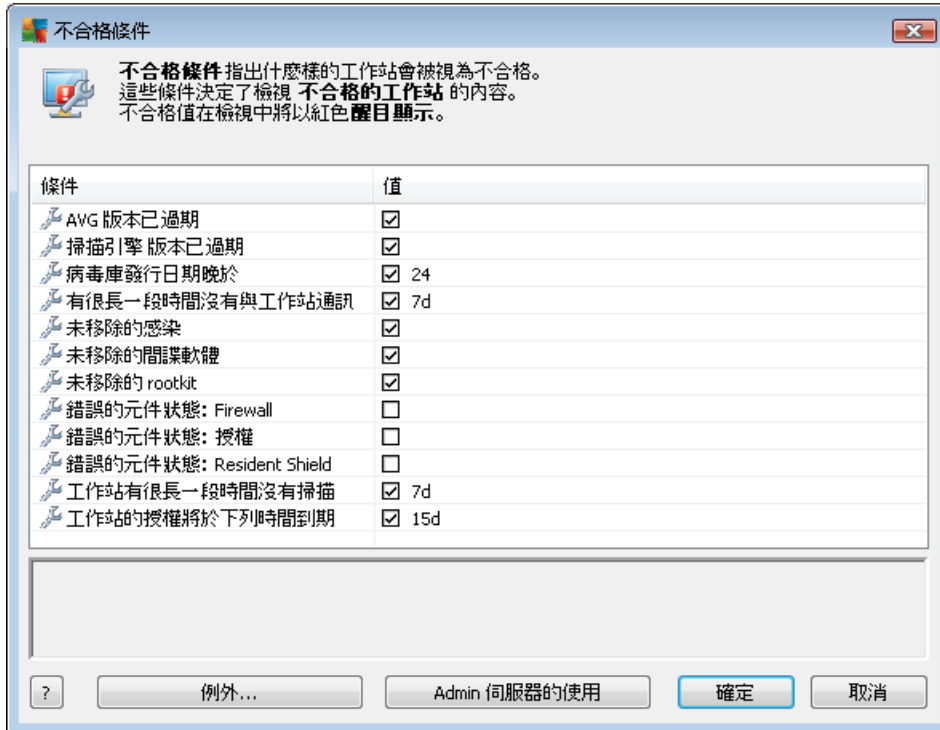 不合格條件
不合格條件 指出什麼樣的工作站會被視為不合格。
這些條件決定了檢視 不合格的工作站 的內容。
不合格值在檢視中將以紅色醒目顯示。
條件 值
AVG 版本已過期
掃描引擎 版本已過期
病毒庫發行日期晚於 24
有很長一段時間沒有與工作站通訊 7d
未移除的感染
未移除的間諜軟體
未移除的 rootkit
錯誤的元件狀態: Firewall
錯誤的元件狀態: 授權
錯誤的元件狀態: Resident Shield
工作站有很長一段時間沒有掃描 7d
工作站的授權將於下列時間到期 15d
? 例外... Admin 伺服器的使用 確定 取消